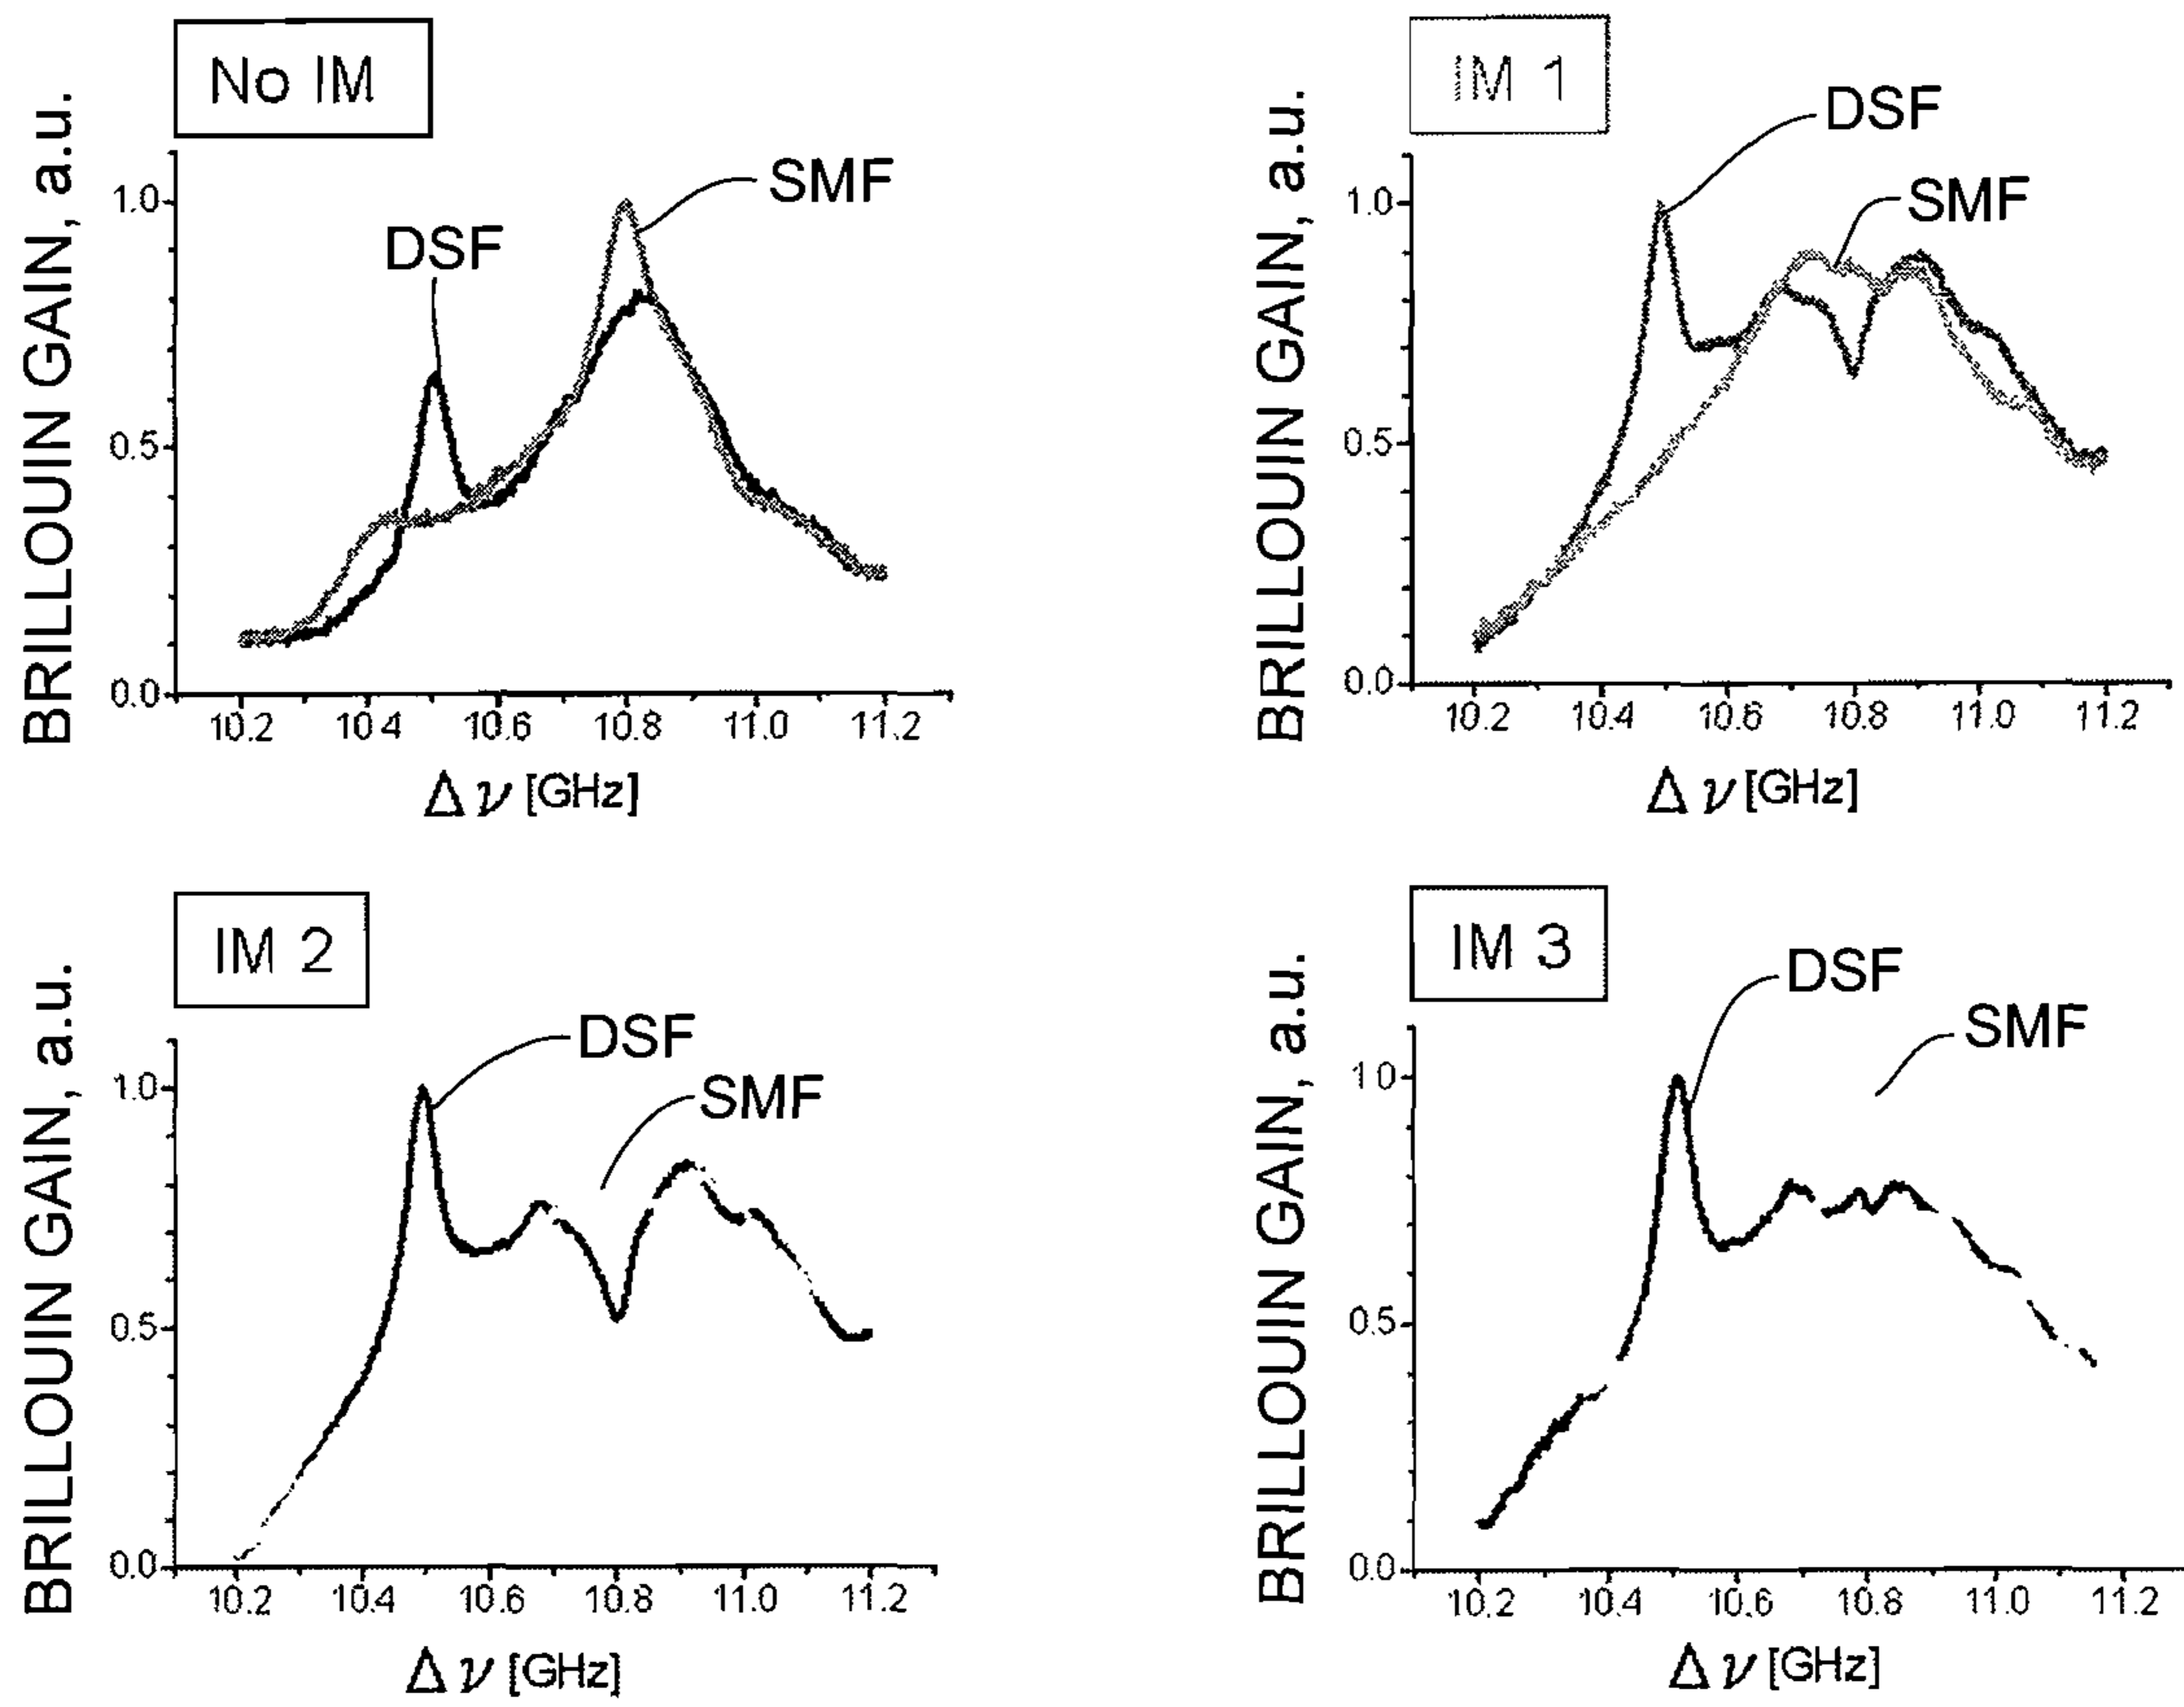 No IM
BRILLOUIN GAIN, a.u.
1.0
0.5
0.0
DSF
SMF
10.2 10.4 10.6 10.8 11.0 11.2
Δν [GHz]
IM 1
BRILLOUIN GAIN, a.u.
1.0
0.5
0.0
DSF
SMF
10.2 10.4 10.6 10.8 11.0 11.2
Δν [GHz]
IM 2
BRILLOUIN GAIN, a.u.
1.0
0.5
0.0
DSF
SMF
10.2 10.4 10.6 10.8 11.0 11.2
Δν [GHz]
IM 3
BRILLOUIN GAIN, a.u.
1.0
0.5
0.0
DSF
SMF
10.2 10.4 10.6 10.8 11.0 11.2
Δν [GHz]